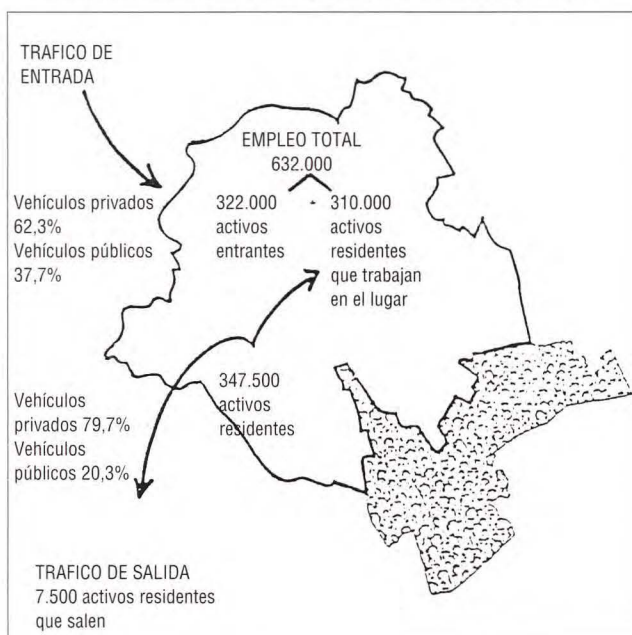 TRAFICO DE
ENTRADA
EMPLEO TOTAL
632.000
Vehículos privados
62,3%
Vehículos públicos
37,7%
322.000
activos
entrantes
310.000
activos
residentes
que trabajan
en el lugar
347.500
activos
residentes
Vehículos
privados 79,7%
Vehículos
públicos 20,3%
TRAFICO DE SALIDA
7.500 activos residentes
que salen